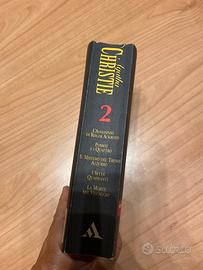 Agatha
CHRISTIE
2
L'ASSASSINIO
DI ROGER ACKROYD
POIROT
E I QUATTRO
IL MISTERO DEL TRENO
AZZURRO
I SETTE
QUADRANTI
LA MORTE
NEL VILLAGGIO
subito.it